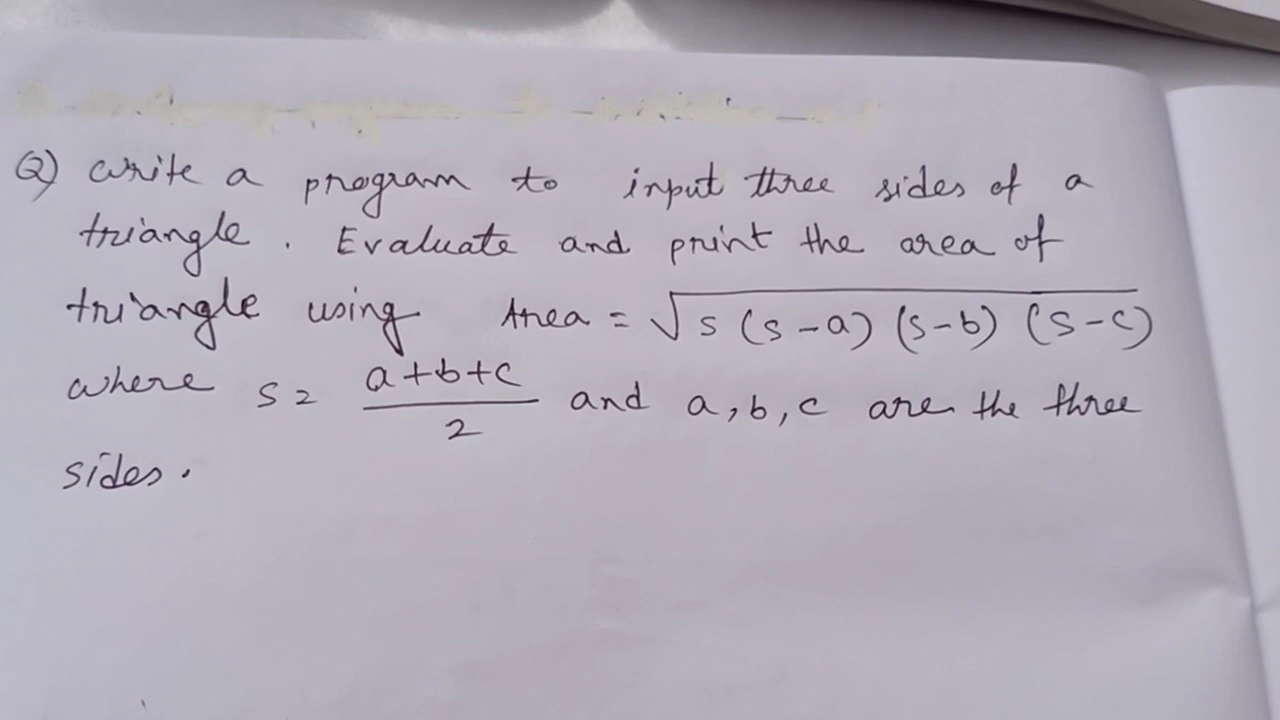 Q) write a program to input three sides of a
triangle. Evaluate and print the area of
triangle using Area = √s (s-a) (s-b) (s-c)
where s = a+b+c/2 and a, b, c are the three
sides.